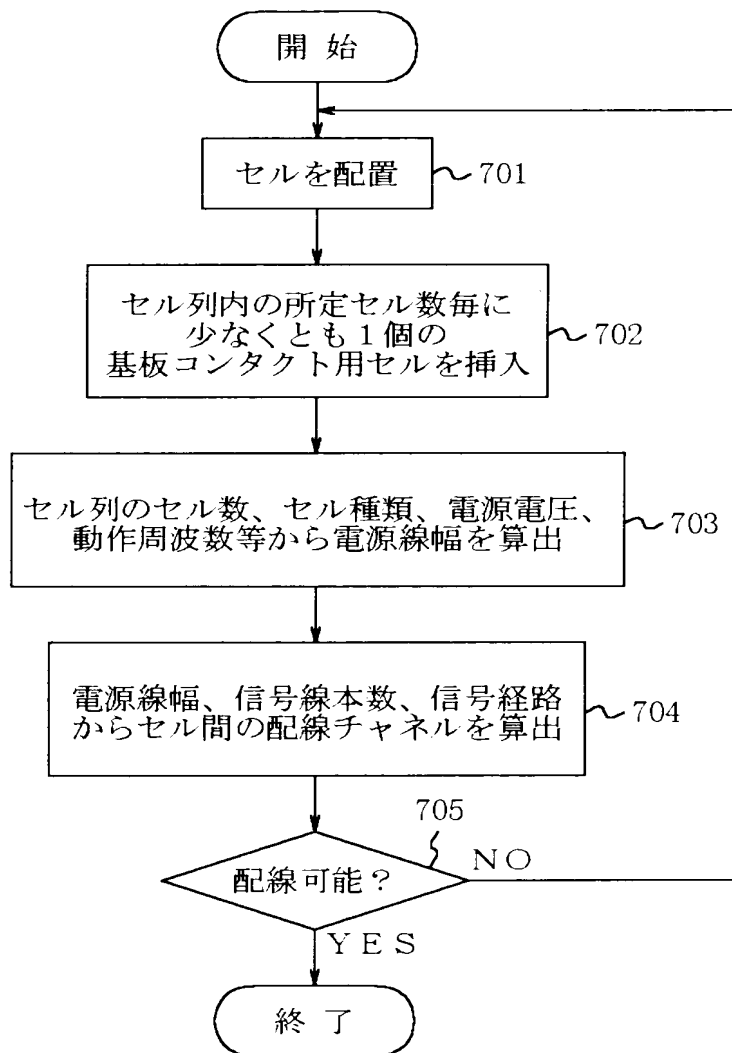 開始
セルを配置
701
セル列内の所定セル数毎に
少なくとも1個の
基板コンタクト用セルを挿入
702
セル列のセル数、セル種類、電源電圧、
動作周波数等から電源線幅を算出
703
電源線幅、信号線本数、信号経路
からセル間の配線チャネルを算出
704
705
配線可能？
NO
YES
終了